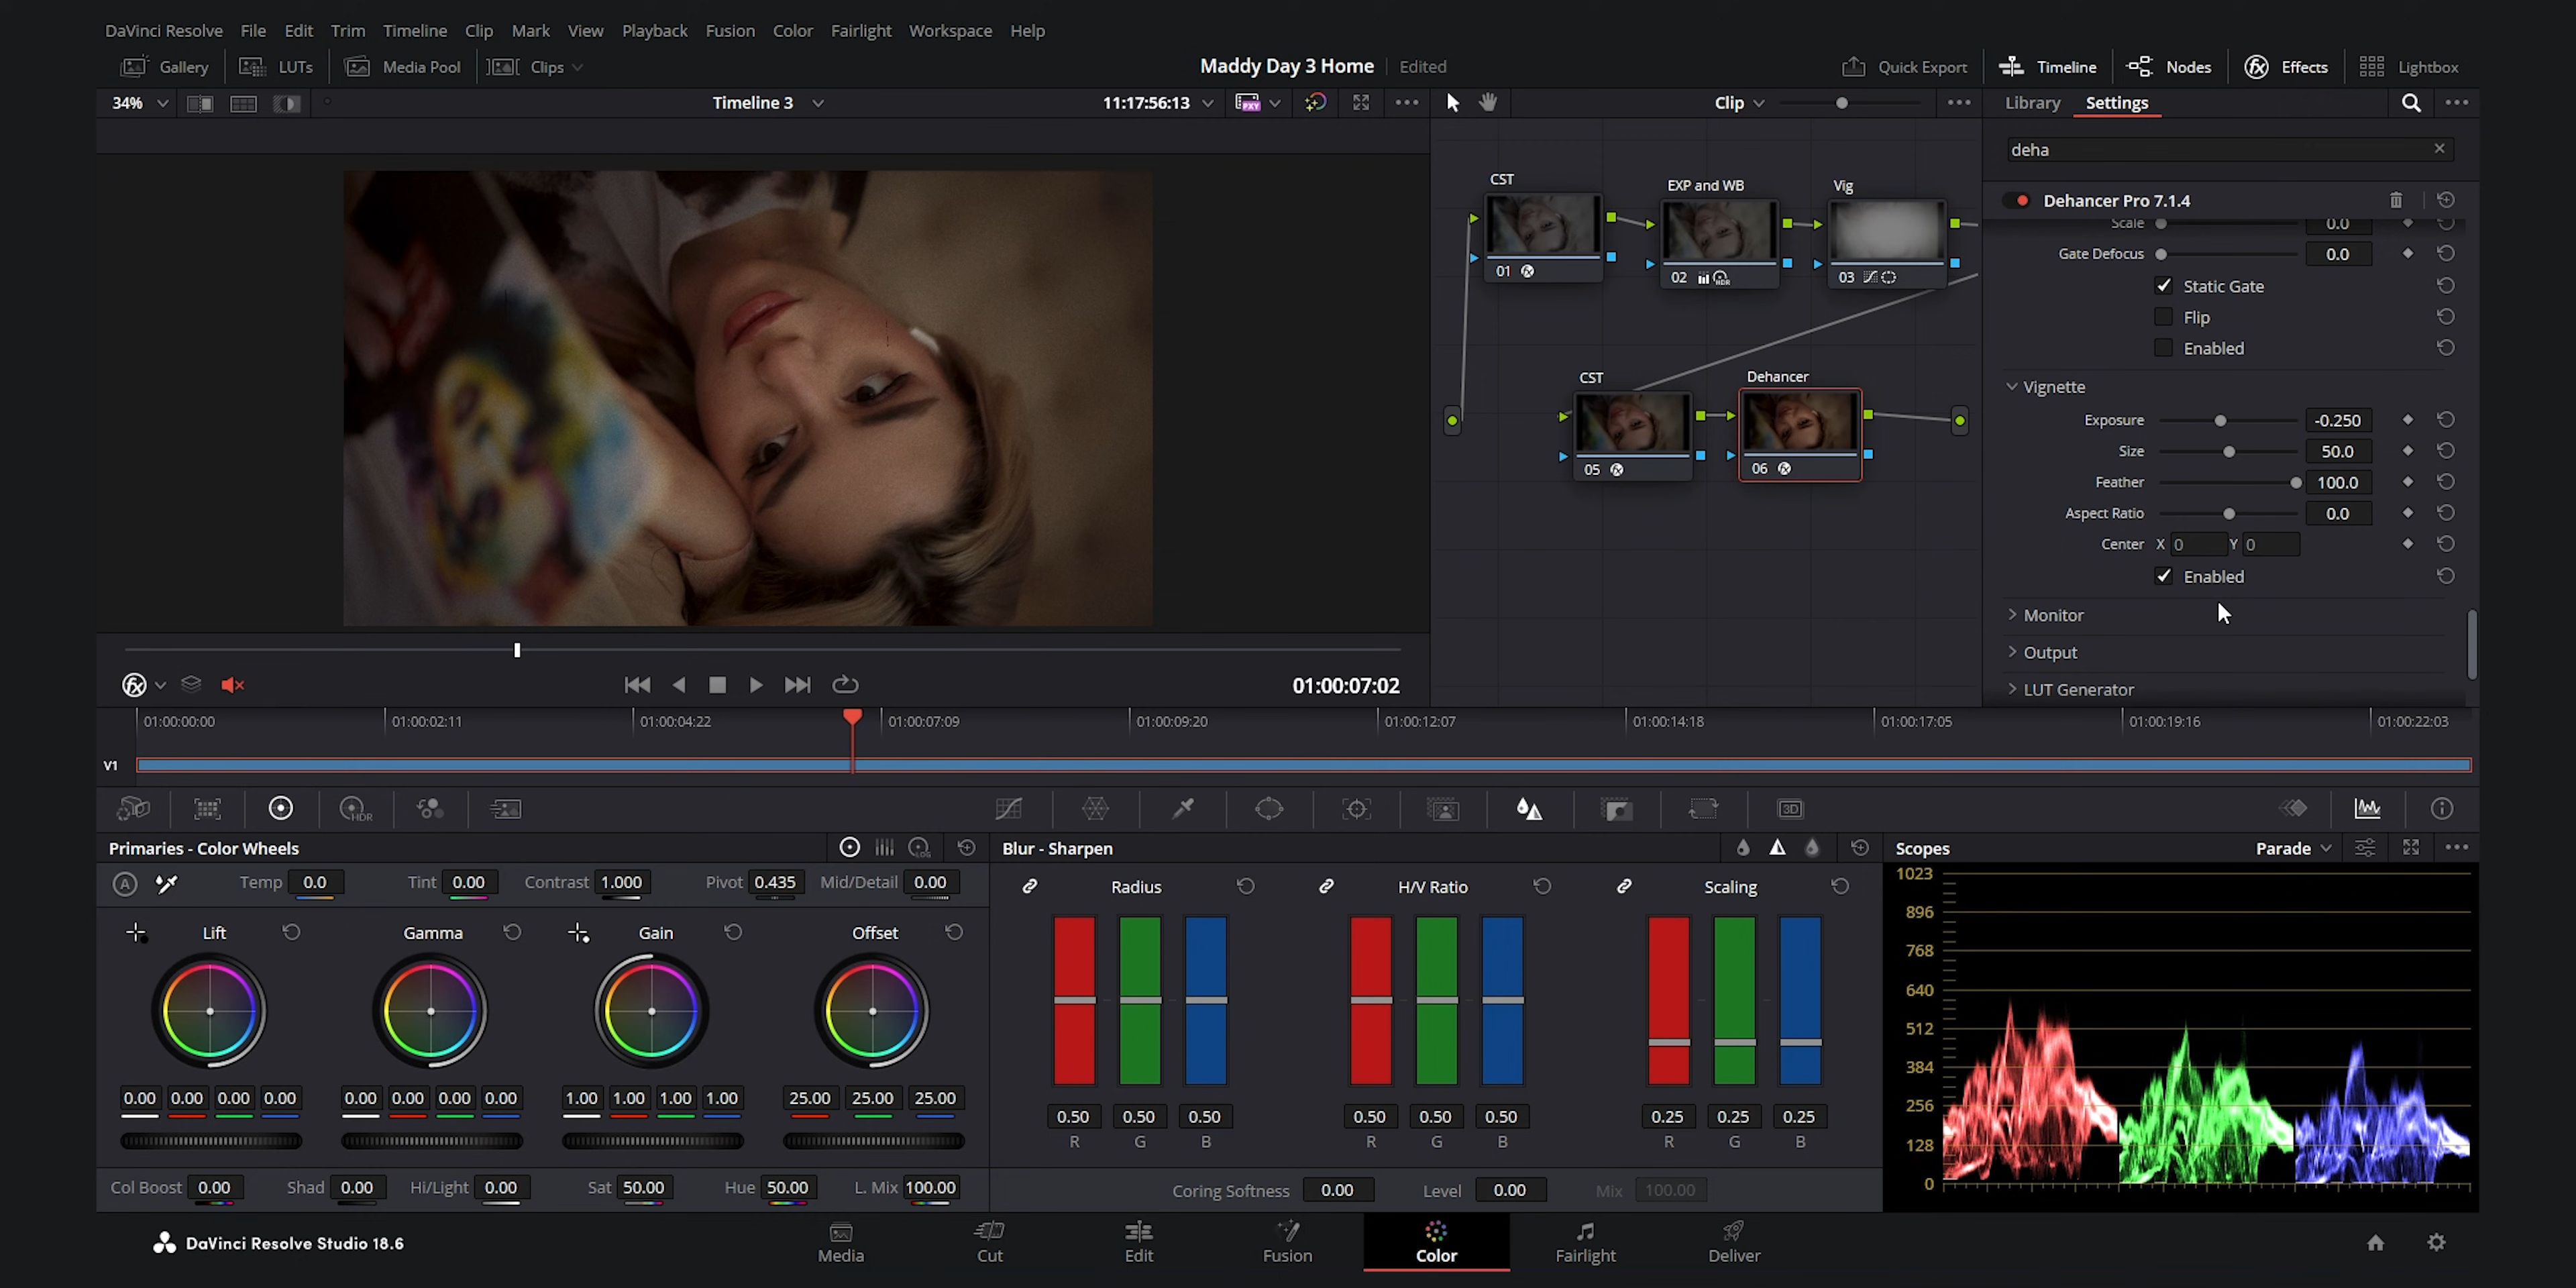 DaVinci Resolve File Edit Trim Timeline Clip Mark View Playback Fusion Color Fairlight Workspace Help
Gallery LUTs Media Pool Clips Maddy Day 3 Home Edited Quick Export Timeline Nodes Effects Lightbox
34% Timeline 3 11:17:56:13 PXY Clip Library Settings
deha
Dehancer Pro 7.1.4
Scale 0.0
Gate Defocus 0.0
Static Gate
Flip
Enabled
Vignette
Exposure -0.250
Size 50.0
Feather 100.0
Aspect Ratio 0.0
Center X 0 Y 0
Enabled
Monitor
Output
LUT Generator
CST
01
EXP and WB
02 HDR
Vig
03
CST
05
Dehancer
06
01:00:07:02
01:00:00:00 01:00:02:11 01:00:04:22 01:00:07:09 01:00:09:20 01:00:12:07 01:00:14:18 01:00:17:05 01:00:19:16 01:00:22:03
V1
HDR 3D
Primaries - Color Wheels LOG
A Temp 0.0 Tint 0.00 Contrast 1.000 Pivot 0.435 Mid/Detail 0.00
Lift Gamma Gain Offset
0.00 0.00 0.00 0.00 0.00 0.00 0.00 0.00 1.00 1.00 1.00 1.00 25.00 25.00 25.00
Col Boost 0.00 Shad 0.00 Hi/Light 0.00 Sat 50.00 Hue 50.00 L. Mix 100.00
Blur - Sharpen
Radius H/V Ratio Scaling
0.50 0.50 0.50 0.50 0.50 0.50 0.25 0.25 0.25
R G B R G B R G B
Coring Softness 0.00 Level 0.00 Mix 100.00
Scopes Parade
1023
896
768
640
512
384
256
128
0
DaVinci Resolve Studio 18.6
Media Cut Edit Fusion Color Fairlight Deliver